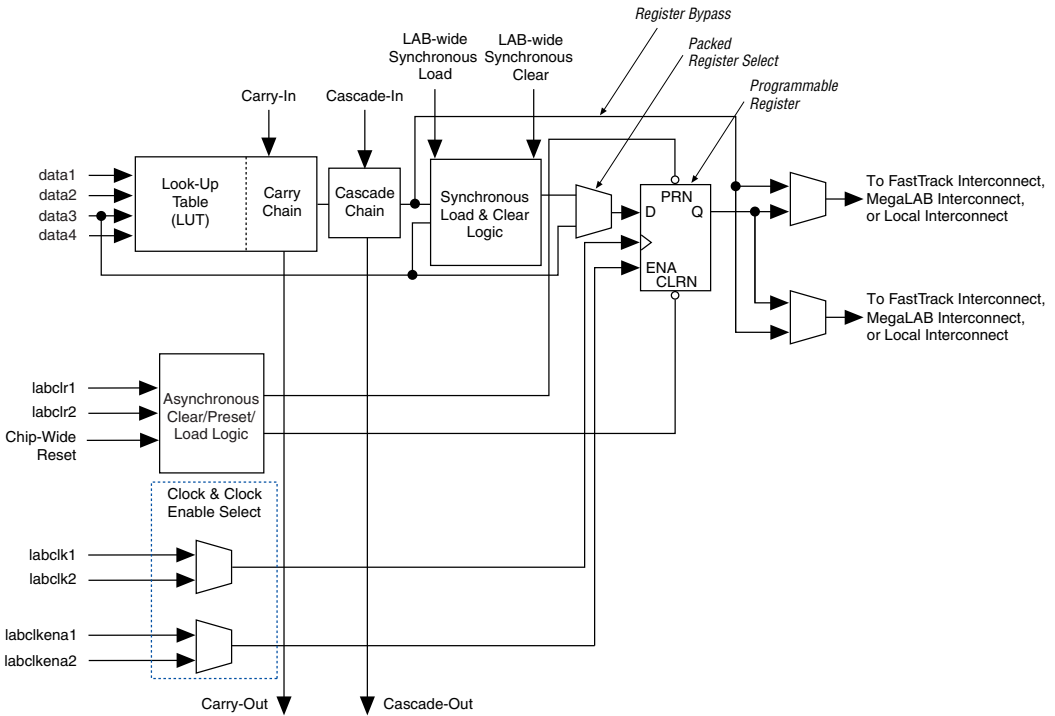 Register Bypass
Packed
Register Select
Programmable
Register
LAB-wide
Synchronous
Load
LAB-wide
Synchronous
Clear
Carry-In
Cascade-In
data1
data2
data3
data4
Look-Up
Table
(LUT)
Carry
Chain
Cascade
Chain
Synchronous
Load & Clear
Logic
PRN
D
Q
ENA
CLRN
To FastTrack Interconnect,
MegaLAB Interconnect,
or Local Interconnect
To FastTrack Interconnect,
MegaLAB Interconnect,
or Local Interconnect
labclr1
labclr2
Chip-Wide
Reset
Asynchronous
Clear/Preset/
Load Logic
Clock & Clock
Enable Select
labclk1
labclk2
labclkena1
labclkena2
Carry-Out
Cascade-Out